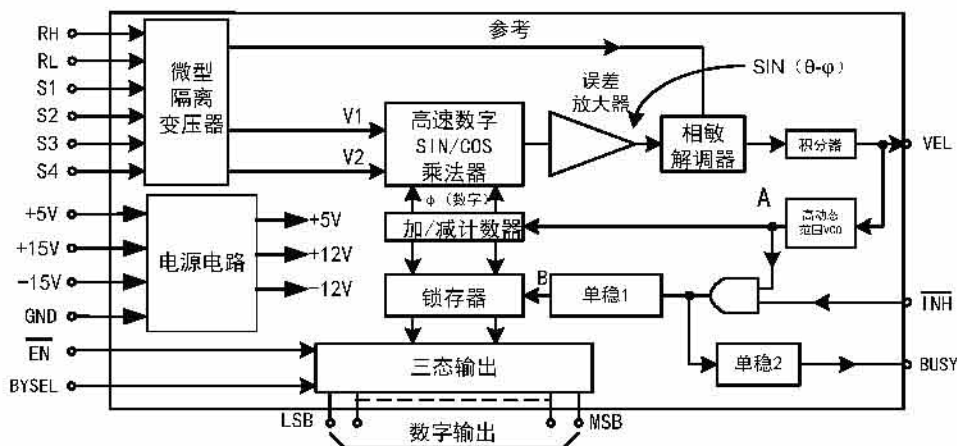 RH
RL
S1
S2
S3
S4
微型
隔离
变压器
参考
V1
V2
高速数字
SIN/COS
乘法器
误差
放大器
SIN（θ-φ）
相敏
解调器
积分器
VEL
φ（数字）
加/减计数器
A
高动态
范围VCO
+5V
+15V
-15V
GND
电源电路
+5V
+12V
-12V
锁存器
B
单稳1
INH
EN
BYSEL
三态输出
单稳2
BUSY
LSB
MSB
数字输出